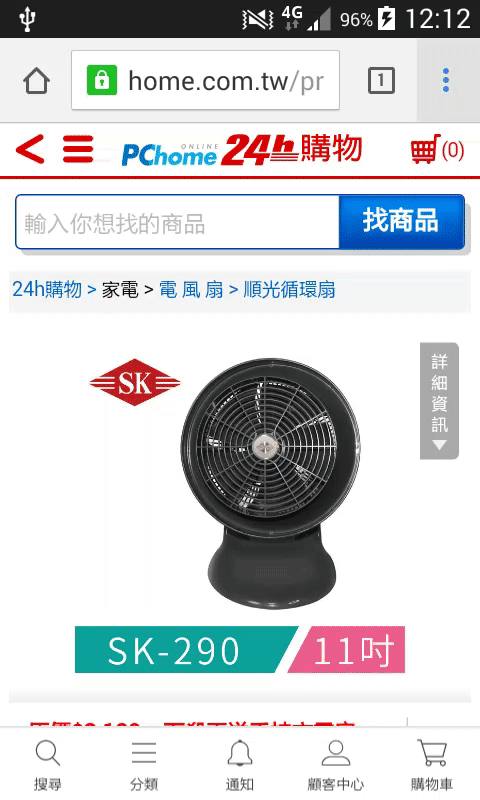 4G 96% 12:12
home.com.tw/pr 1
PChome ONLINE 24h購物 (0)
輸入你想找的商品 找商品
24h購物 > 家電 > 電 風 扇 > 順光循環扇
SK
詳細資訊
SK-290 11吋
搜尋 分類 通知 顧客中心 購物車